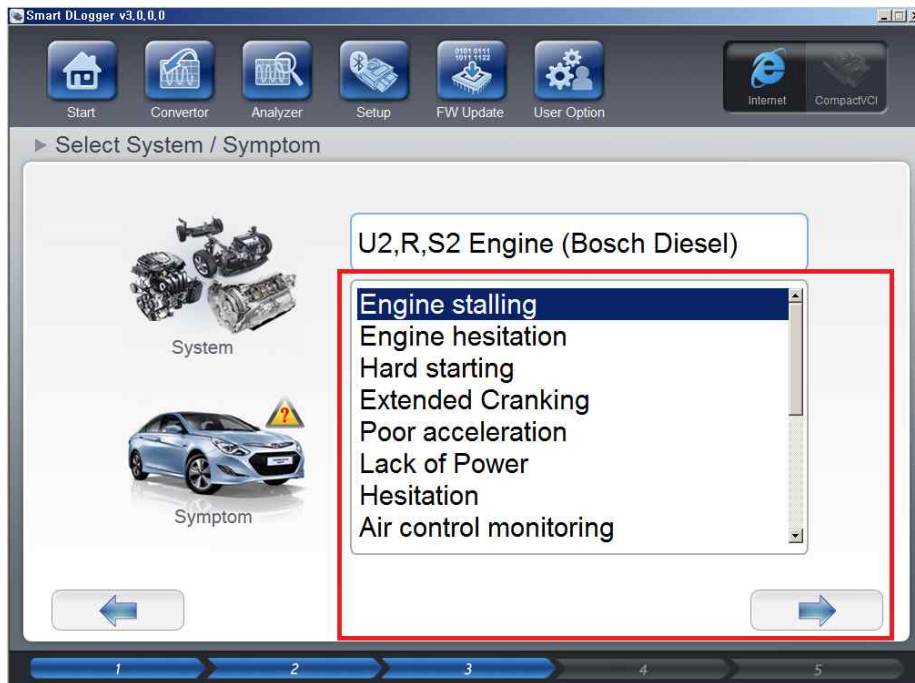 Smart DLogger v3,0,0,0
Start
Convertor
Analyzer
0101 0111
1011 1122
Setup
FW Update
User Option
Internet
CompactVCI
Select System / Symptom
U2,R,S2 Engine (Bosch Diesel)
System
Engine stalling
Engine hesitation
Hard starting
Extended Cranking
Poor acceleration
Lack of Power
Hesitation
Air control monitoring
?
Symptom
1
2
3
4
5